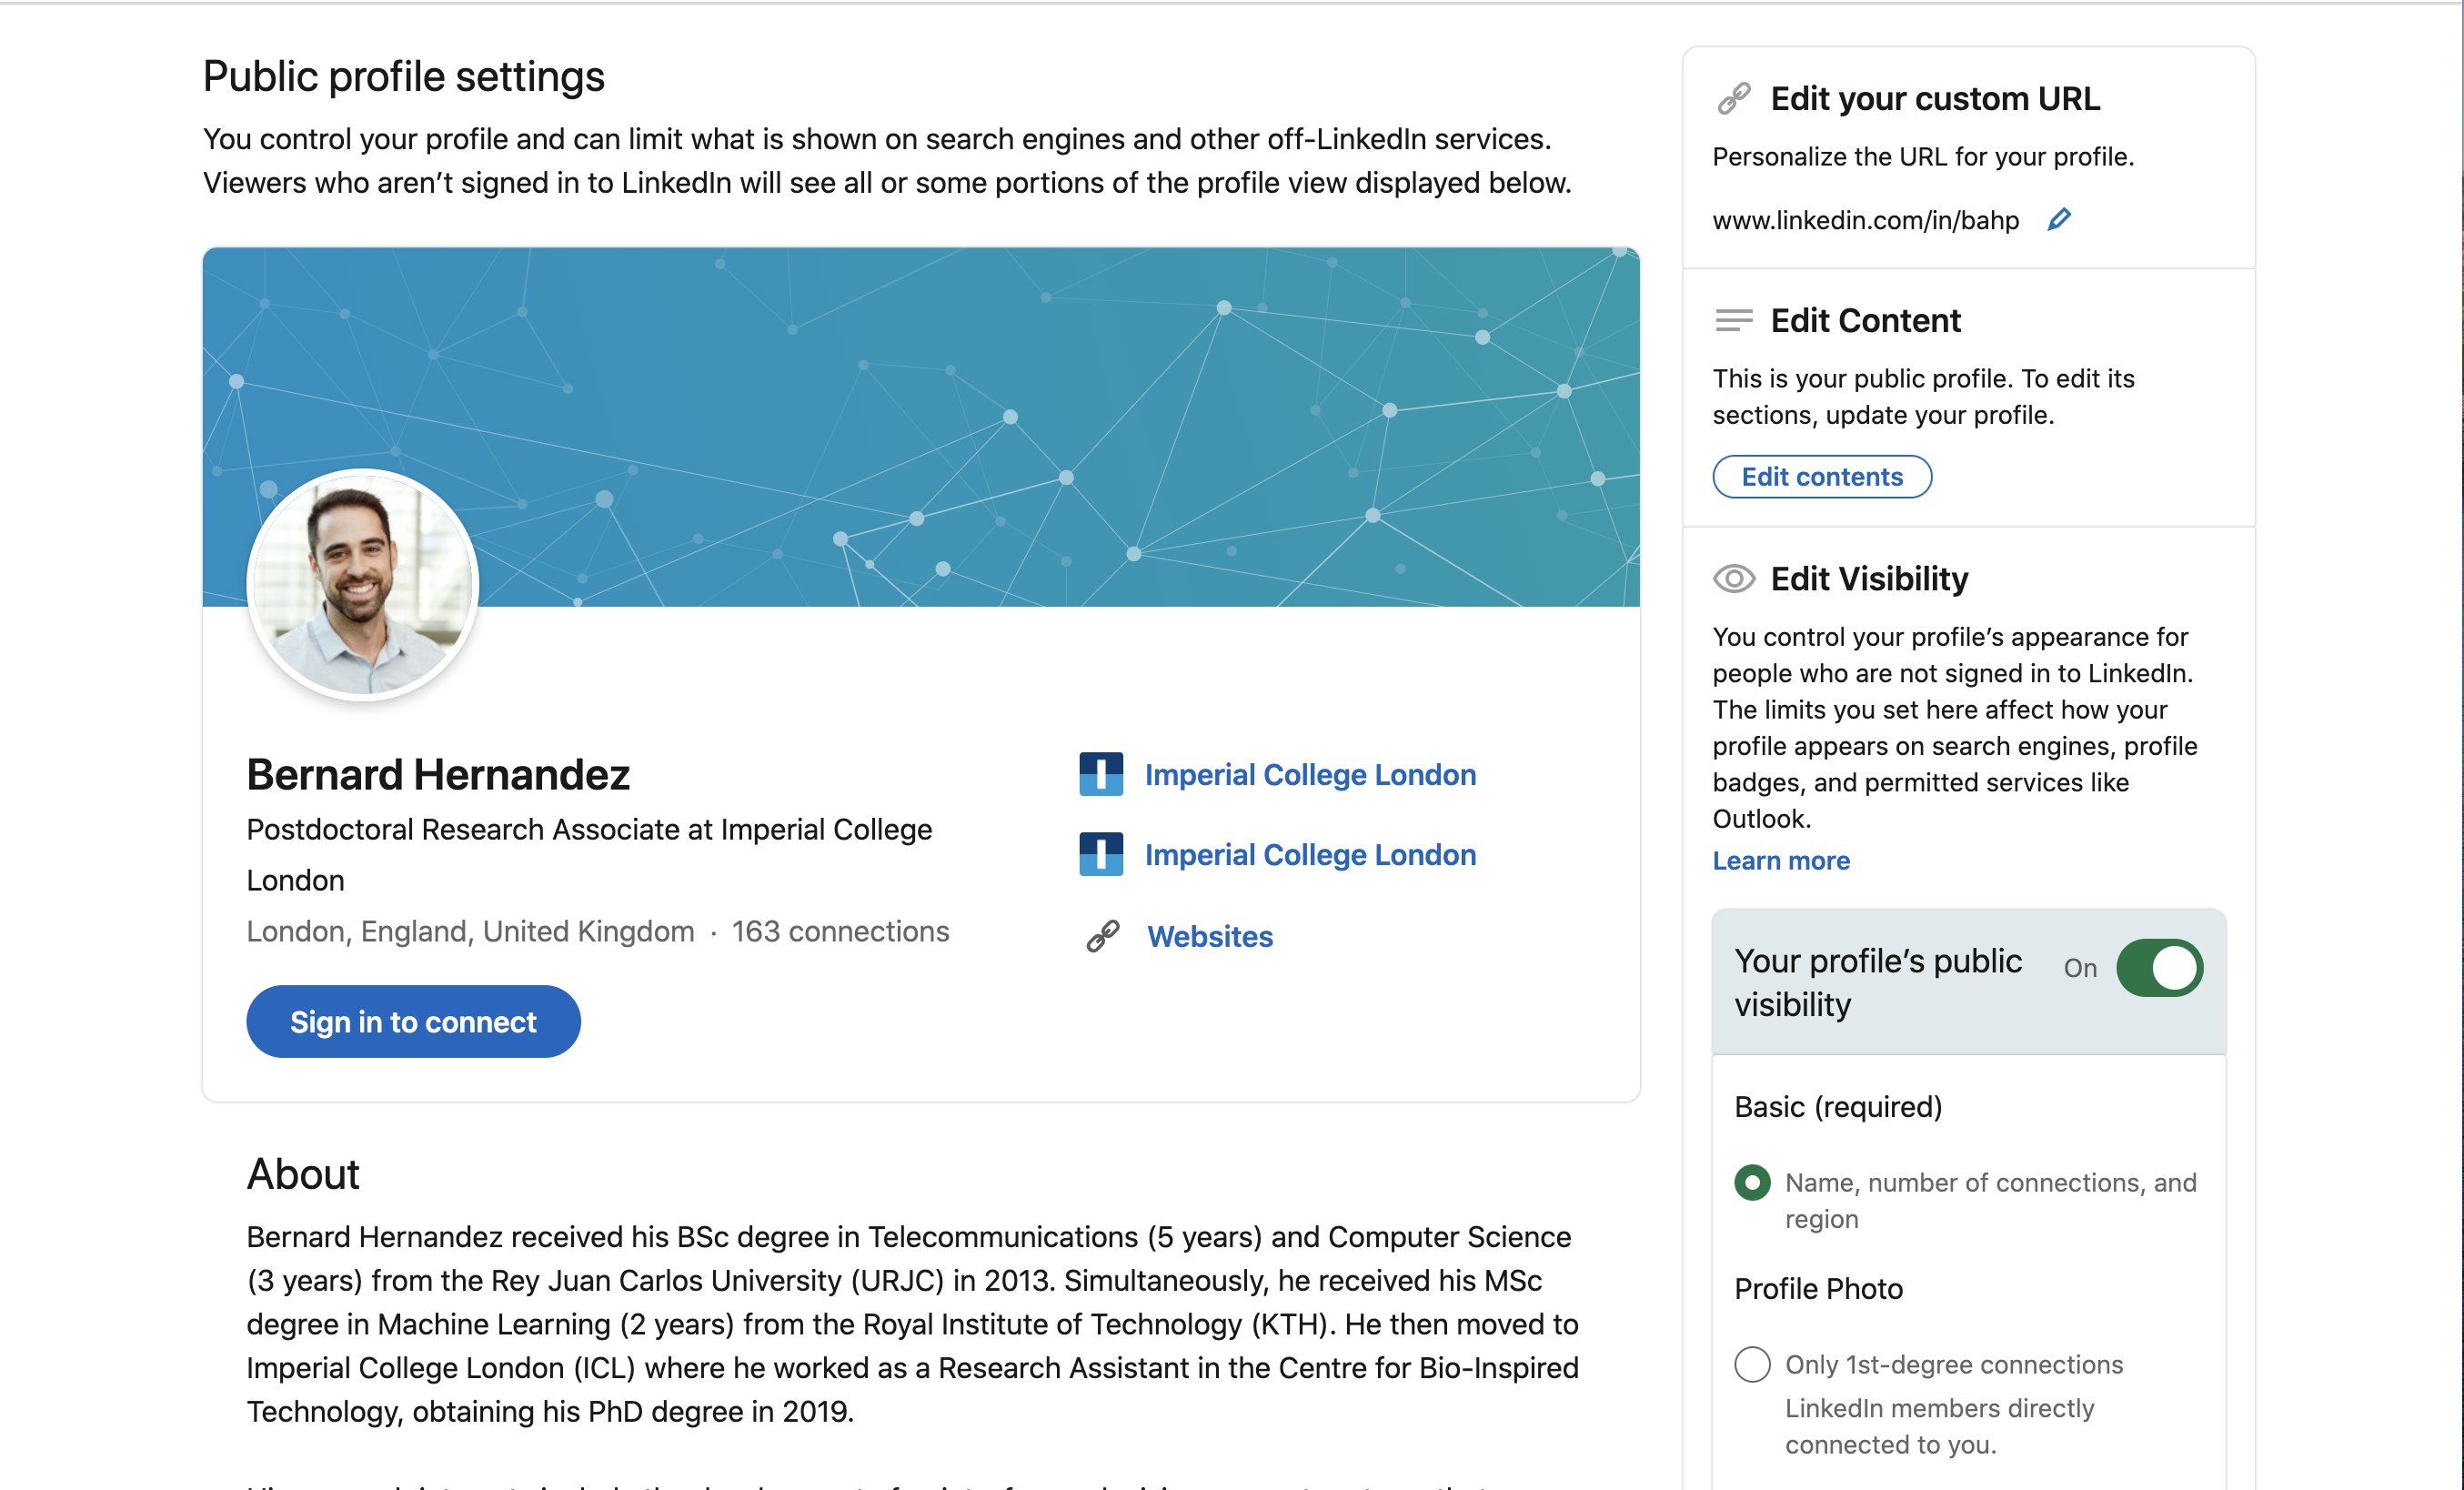 Public profile settings
You control your profile and can limit what is shown on search engines and other off-LinkedIn services.
Viewers who aren’t signed in to LinkedIn will see all or some portions of the profile view displayed below.
Bernard Hernandez
Postdoctoral Research Associate at Imperial College
London
London, England, United Kingdom · 163 connections
Sign in to connect
Imperial College London
Imperial College London
Websites
About
Bernard Hernandez received his BSc degree in Telecommunications (5 years) and Computer Science
(3 years) from the Rey Juan Carlos University (URJC) in 2013. Simultaneously, he received his MSc
degree in Machine Learning (2 years) from the Royal Institute of Technology (KTH). He then moved to
Imperial College London (ICL) where he worked as a Research Assistant in the Centre for Bio-Inspired
Technology, obtaining his PhD degree in 2019.
Edit your custom URL
Personalize the URL for your profile.
www.linkedin.com/in/bahp
Edit Content
This is your public profile. To edit its
sections, update your profile.
Edit contents
Edit Visibility
You control your profile’s appearance for
people who are not signed in to LinkedIn.
The limits you set here affect how your
profile appears on search engines, profile
badges, and permitted services like
Outlook.
Learn more
Your profile’s public
visibility
On
Basic (required)
Name, number of connections, and
region
Profile Photo
Only 1st-degree connections
LinkedIn members directly
connected to you.